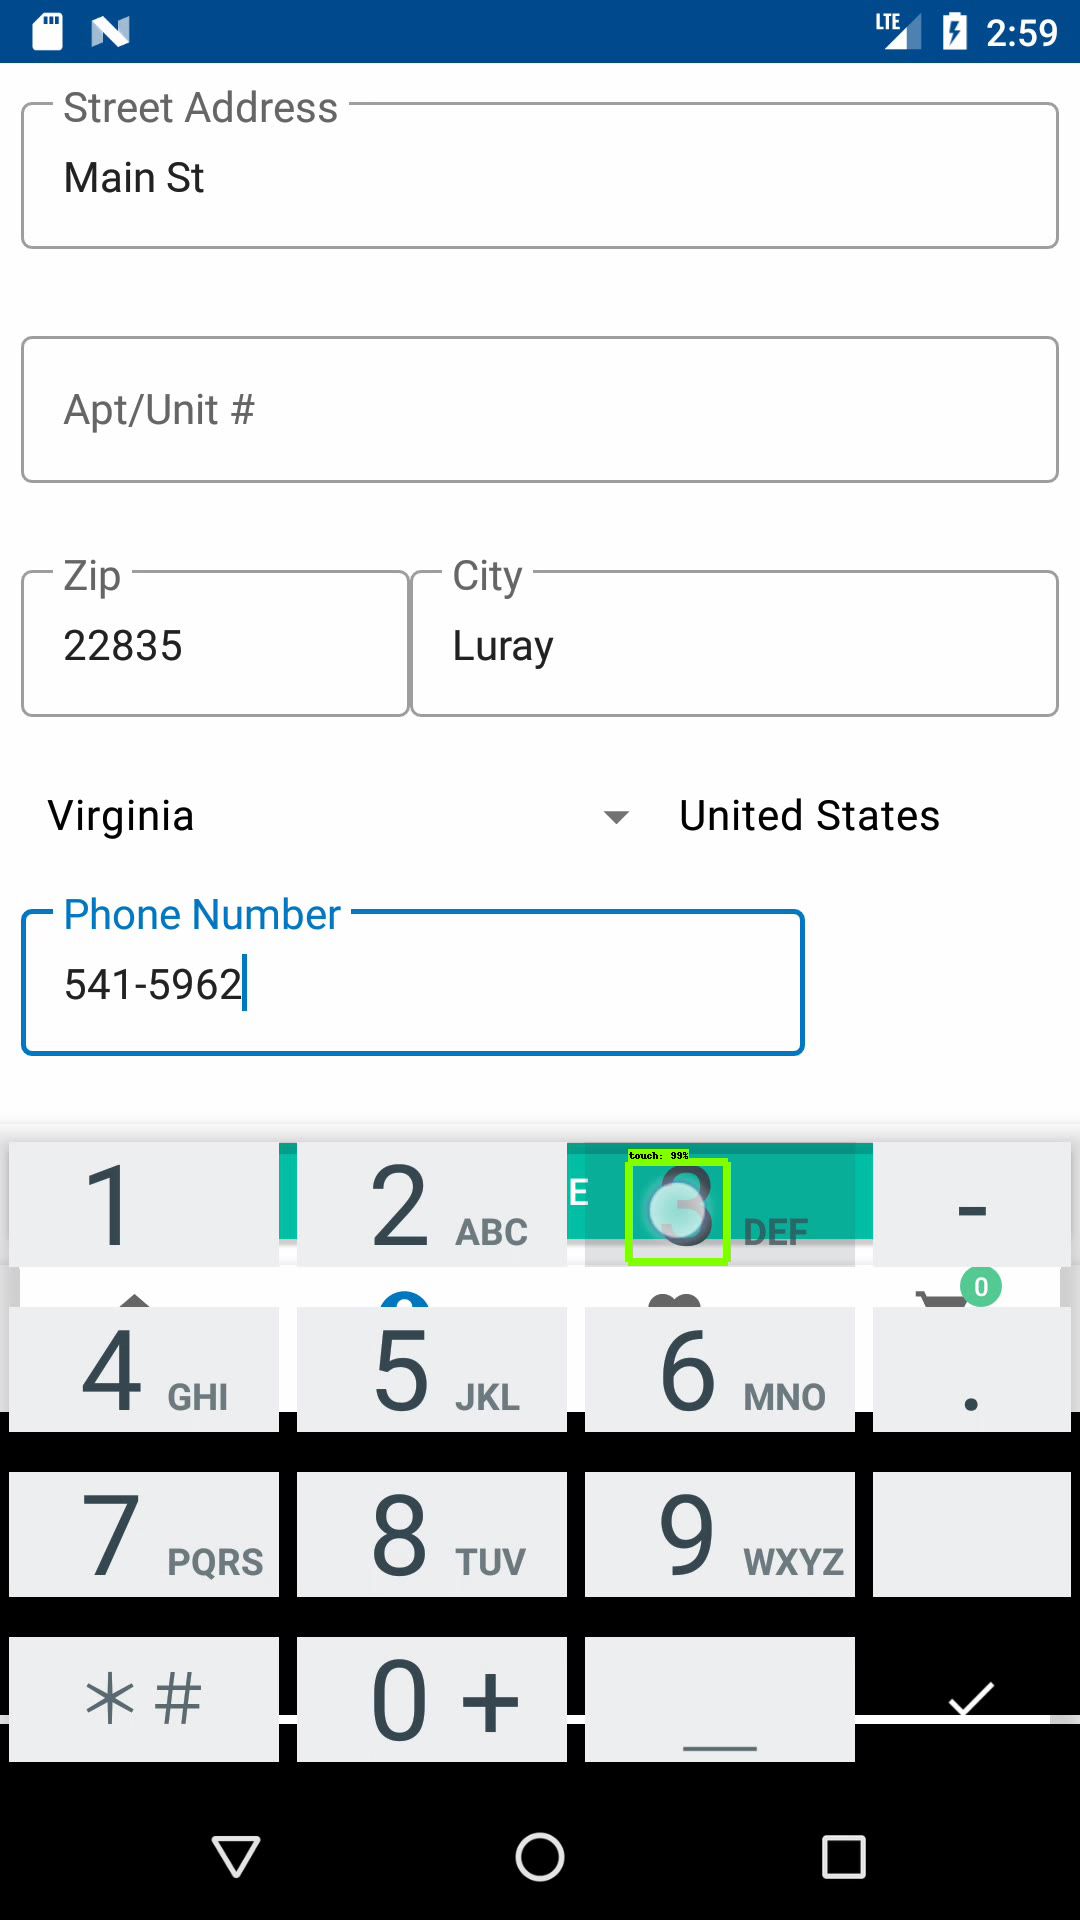 LTE 2:59
Street Address
Main St
Apt/Unit #
Zip City
22835 Luray
Virginia United States
Phone Number
541-5962
touch: 99%
1 2 ABC E 3 DEF -
0
4 GHI 5 JKL 6 MNO .
7 PQRS 8 TUV 9 WXYZ
*# 0 + _